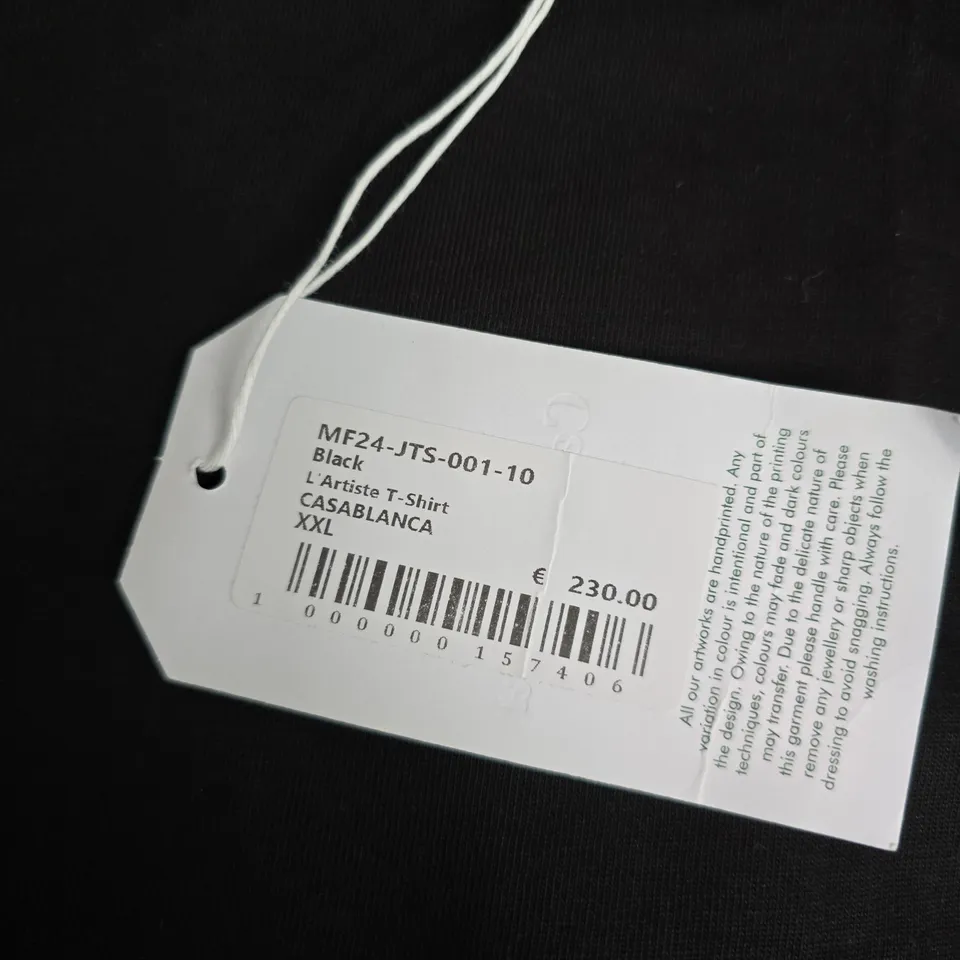 MF24-JTS-001-10
Black
L'Artiste T-Shirt
CASABLANCA
XXL
€ 230.00
1 000000 157406
All our artworks are handprinted. Any
variation in colour is intentional and part of
the design. Owing to the nature of the printing
techniques, colours may fade and dark colours
may transfer. Due to the delicate nature of
this garment please handle with care. Please
remove any jewellery or sharp objects when
dressing to avoid snagging. Always follow the
washing instructions.